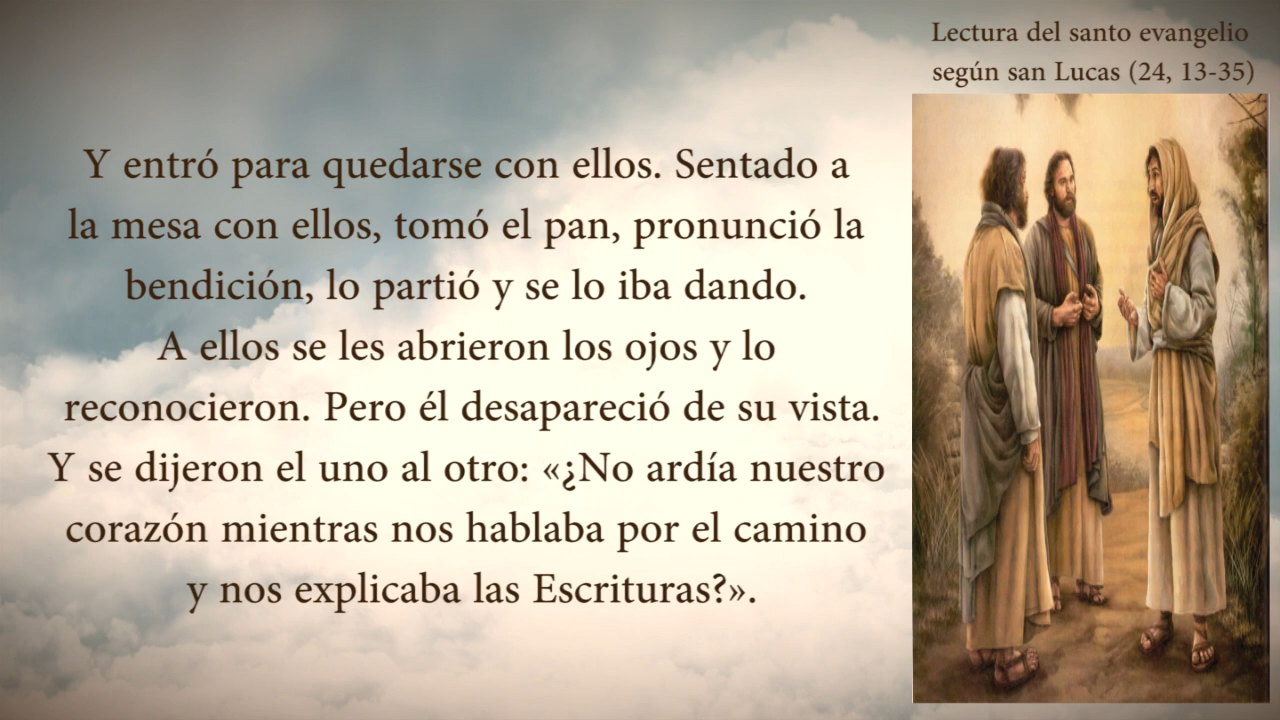 Lectura del santo evangelio
según san Lucas (24, 13-35)
Y entró para quedarse con ellos. Sentado a
la mesa con ellos, tomó el pan, pronunció la
bendición, lo partió y se lo iba dando.
A ellos se les abrieron los ojos y lo
reconocieron. Pero él desapareció de su vista.
Y se dijeron el uno al otro: «¿No ardía nuestro
corazón mientras nos hablaba por el camino
y nos explicaba las Escrituras?».